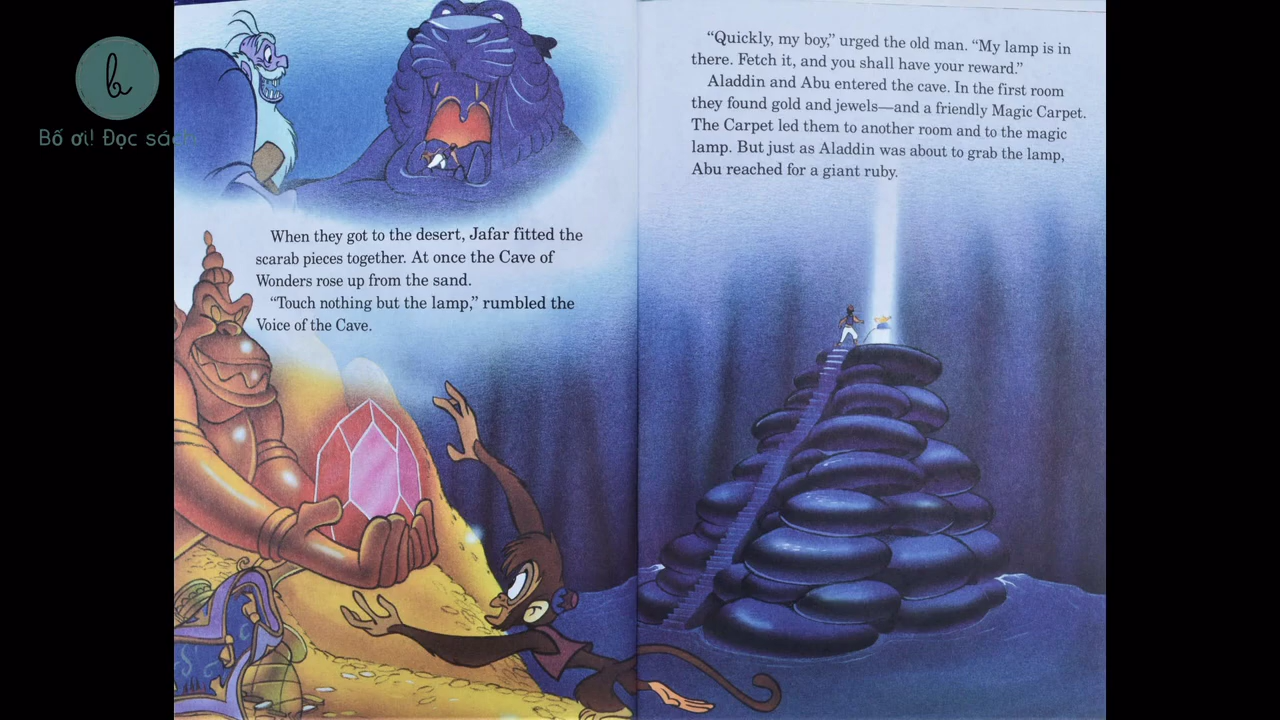 b
Bố ơi! Đọc sách
When they got to the desert, Jafar fitted the
scarab pieces together. At once the Cave of
Wonders rose up from the sand.
“Touch nothing but the lamp,” rumbled the
Voice of the Cave.
“Quickly, my boy,” urged the old man. “My lamp is in
there. Fetch it, and you shall have your reward.”
Aladdin and Abu entered the cave. In the first room
they found gold and jewels—and a friendly Magic Carpet.
The Carpet led them to another room and to the magic
lamp. But just as Aladdin was about to grab the lamp,
Abu reached for a giant ruby.